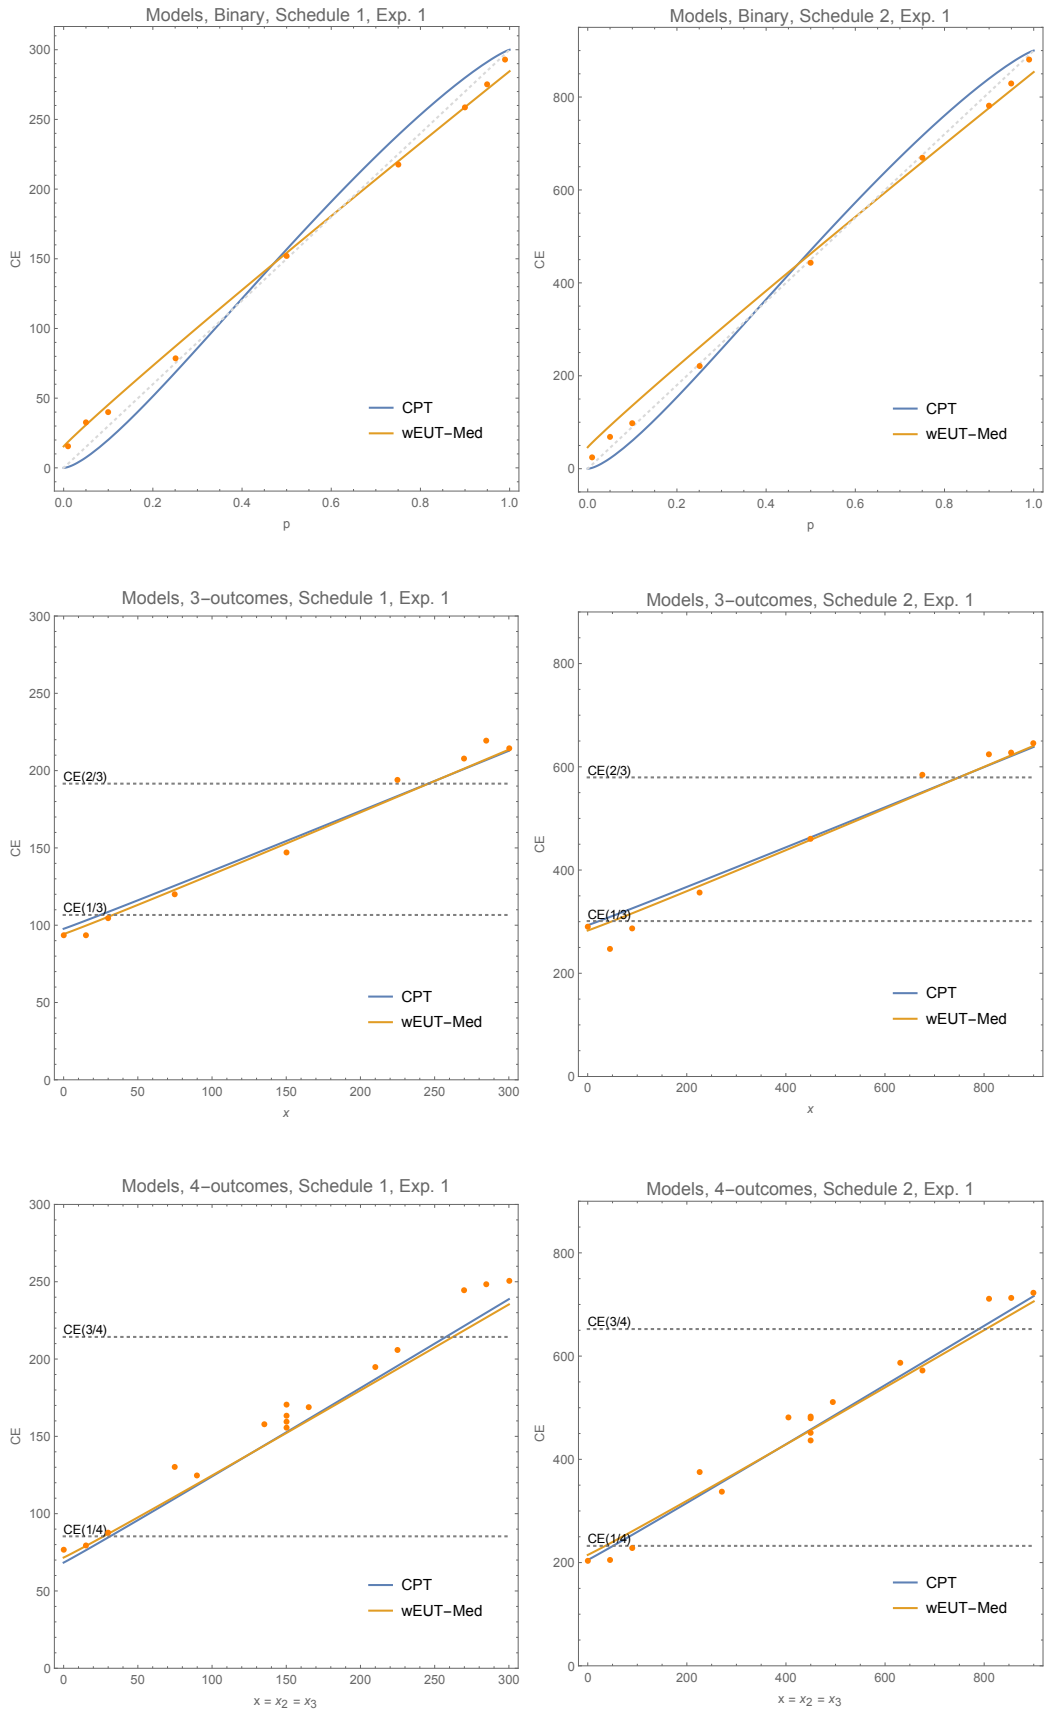 Models, Binary, Schedule 1, Exp. 1
300
250
200
150
100
50
0
CE
CPT
wEUT−Med
0.0 0.2 0.4 0.6 0.8 1.0
p
Models, Binary, Schedule 2, Exp. 1
800
600
400
200
0
CE
CPT
wEUT−Med
0.0 0.2 0.4 0.6 0.8 1.0
p
Models, 3−outcomes, Schedule 1, Exp. 1
300
250
200
150
100
50
0
CE
CE(2/3)
CE(1/3)
CPT
wEUT−Med
0 50 100 150 200 250 300
x
Models, 3−outcomes, Schedule 2, Exp. 1
800
600
400
200
0
CE
CE(2/3)
CE(1/3)
CPT
wEUT−Med
0 200 400 600 800
x
Models, 4−outcomes, Schedule 1, Exp. 1
300
250
200
150
100
50
0
CE
CE(3/4)
CE(1/4)
CPT
wEUT−Med
0 50 100 150 200 250 300
x = x₂ = x₃
Models, 4−outcomes, Schedule 2, Exp. 1
800
600
400
200
0
CE
CE(3/4)
CE(1/4)
CPT
wEUT−Med
0 200 400 600 800
x = x₂ = x₃